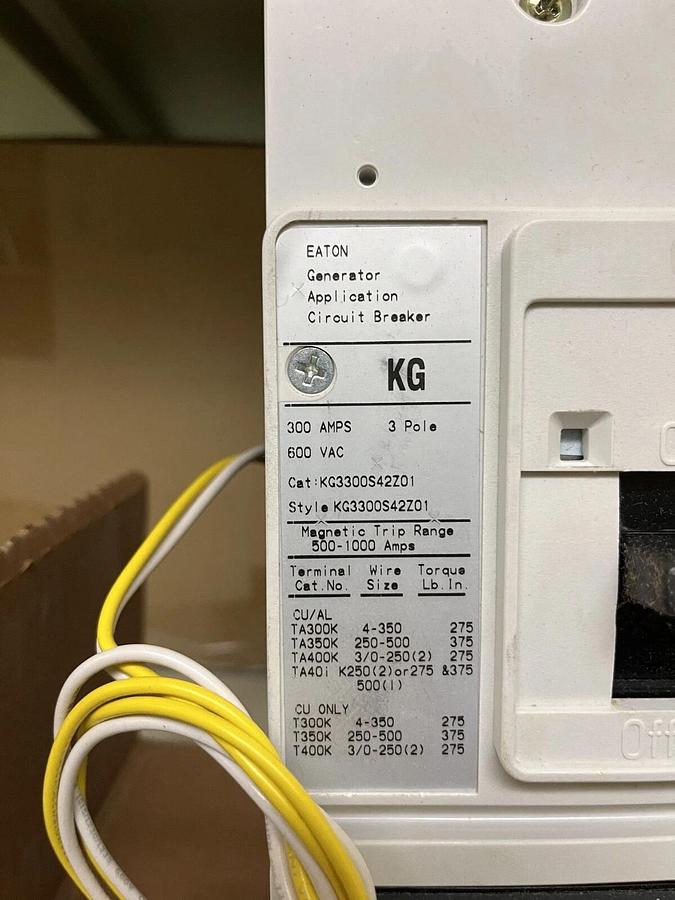 EATON
Generator
Application
Circuit Breaker
KG
300 AMPS 3 Pole
600 VAC
Cat:KG3300S42Z01
Style KG3300S42Z01
Magnetic Trip Range
500-1000 Amps
Terminal Wire Torque
Cat.No. Size Lb.In.
CU/AL
TA300K 4-350 275
TA350K 250-500 375
TA400K 3/0-250(2) 275
TA40i K250(2)or275 &375
500(1)
CU ONLY
T300K 4-350 275
T350K 250-500 375
T400K 3/0-250(2) 275
Off